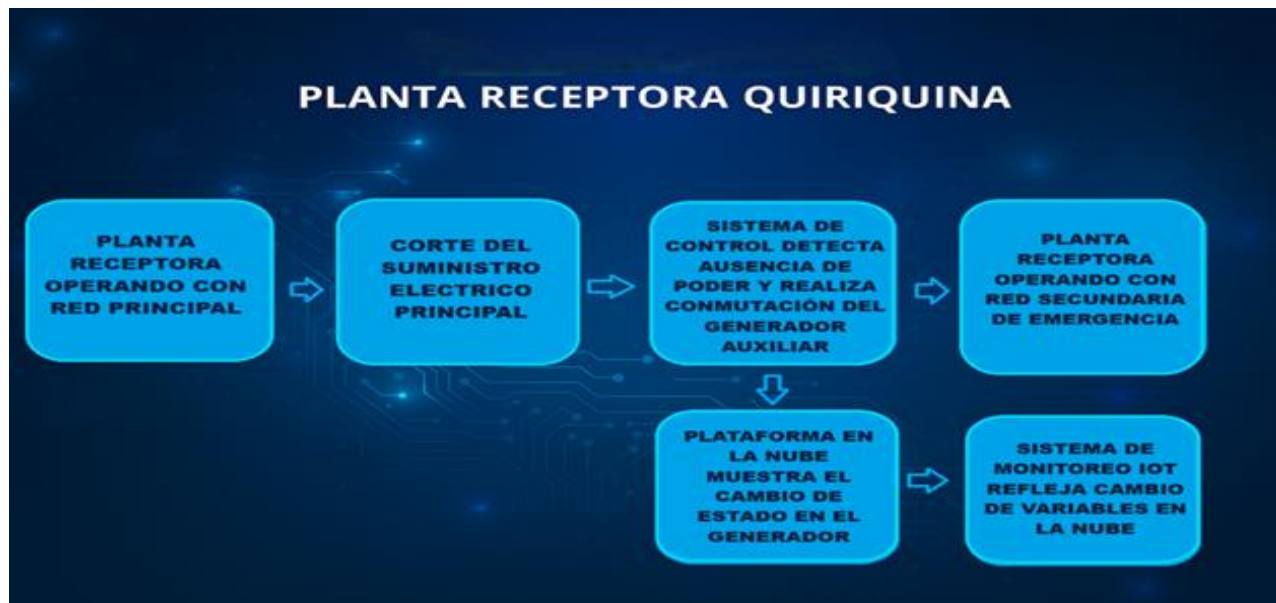 PLANTA RECEPTORA QUIRIQUINA
PLANTA
RECEPTORA
OPERANDO CON
RED PRINCIPAL
CORTE DEL
SUMINISTRO
ELECTRICO
PRINCIPAL
SISTEMA DE
CONTROL DETECTA
AUSENCIA DE
PODER Y REALIZA
CONMUTACIÓN DEL
GENERADOR
AUXILIAR
PLANTA
RECEPTORA
OPERANDO CON
RED SECUNDARIA
DE EMERGENCIA
PLATAFORMA EN
LA NUBE
MUESTRA EL
CAMBIO DE
ESTADO EN EL
GENERADOR
SISTEMA DE
MONITOREO IOT
REFLEJA CAMBIO
DE VARIABLES EN
LA NUBE